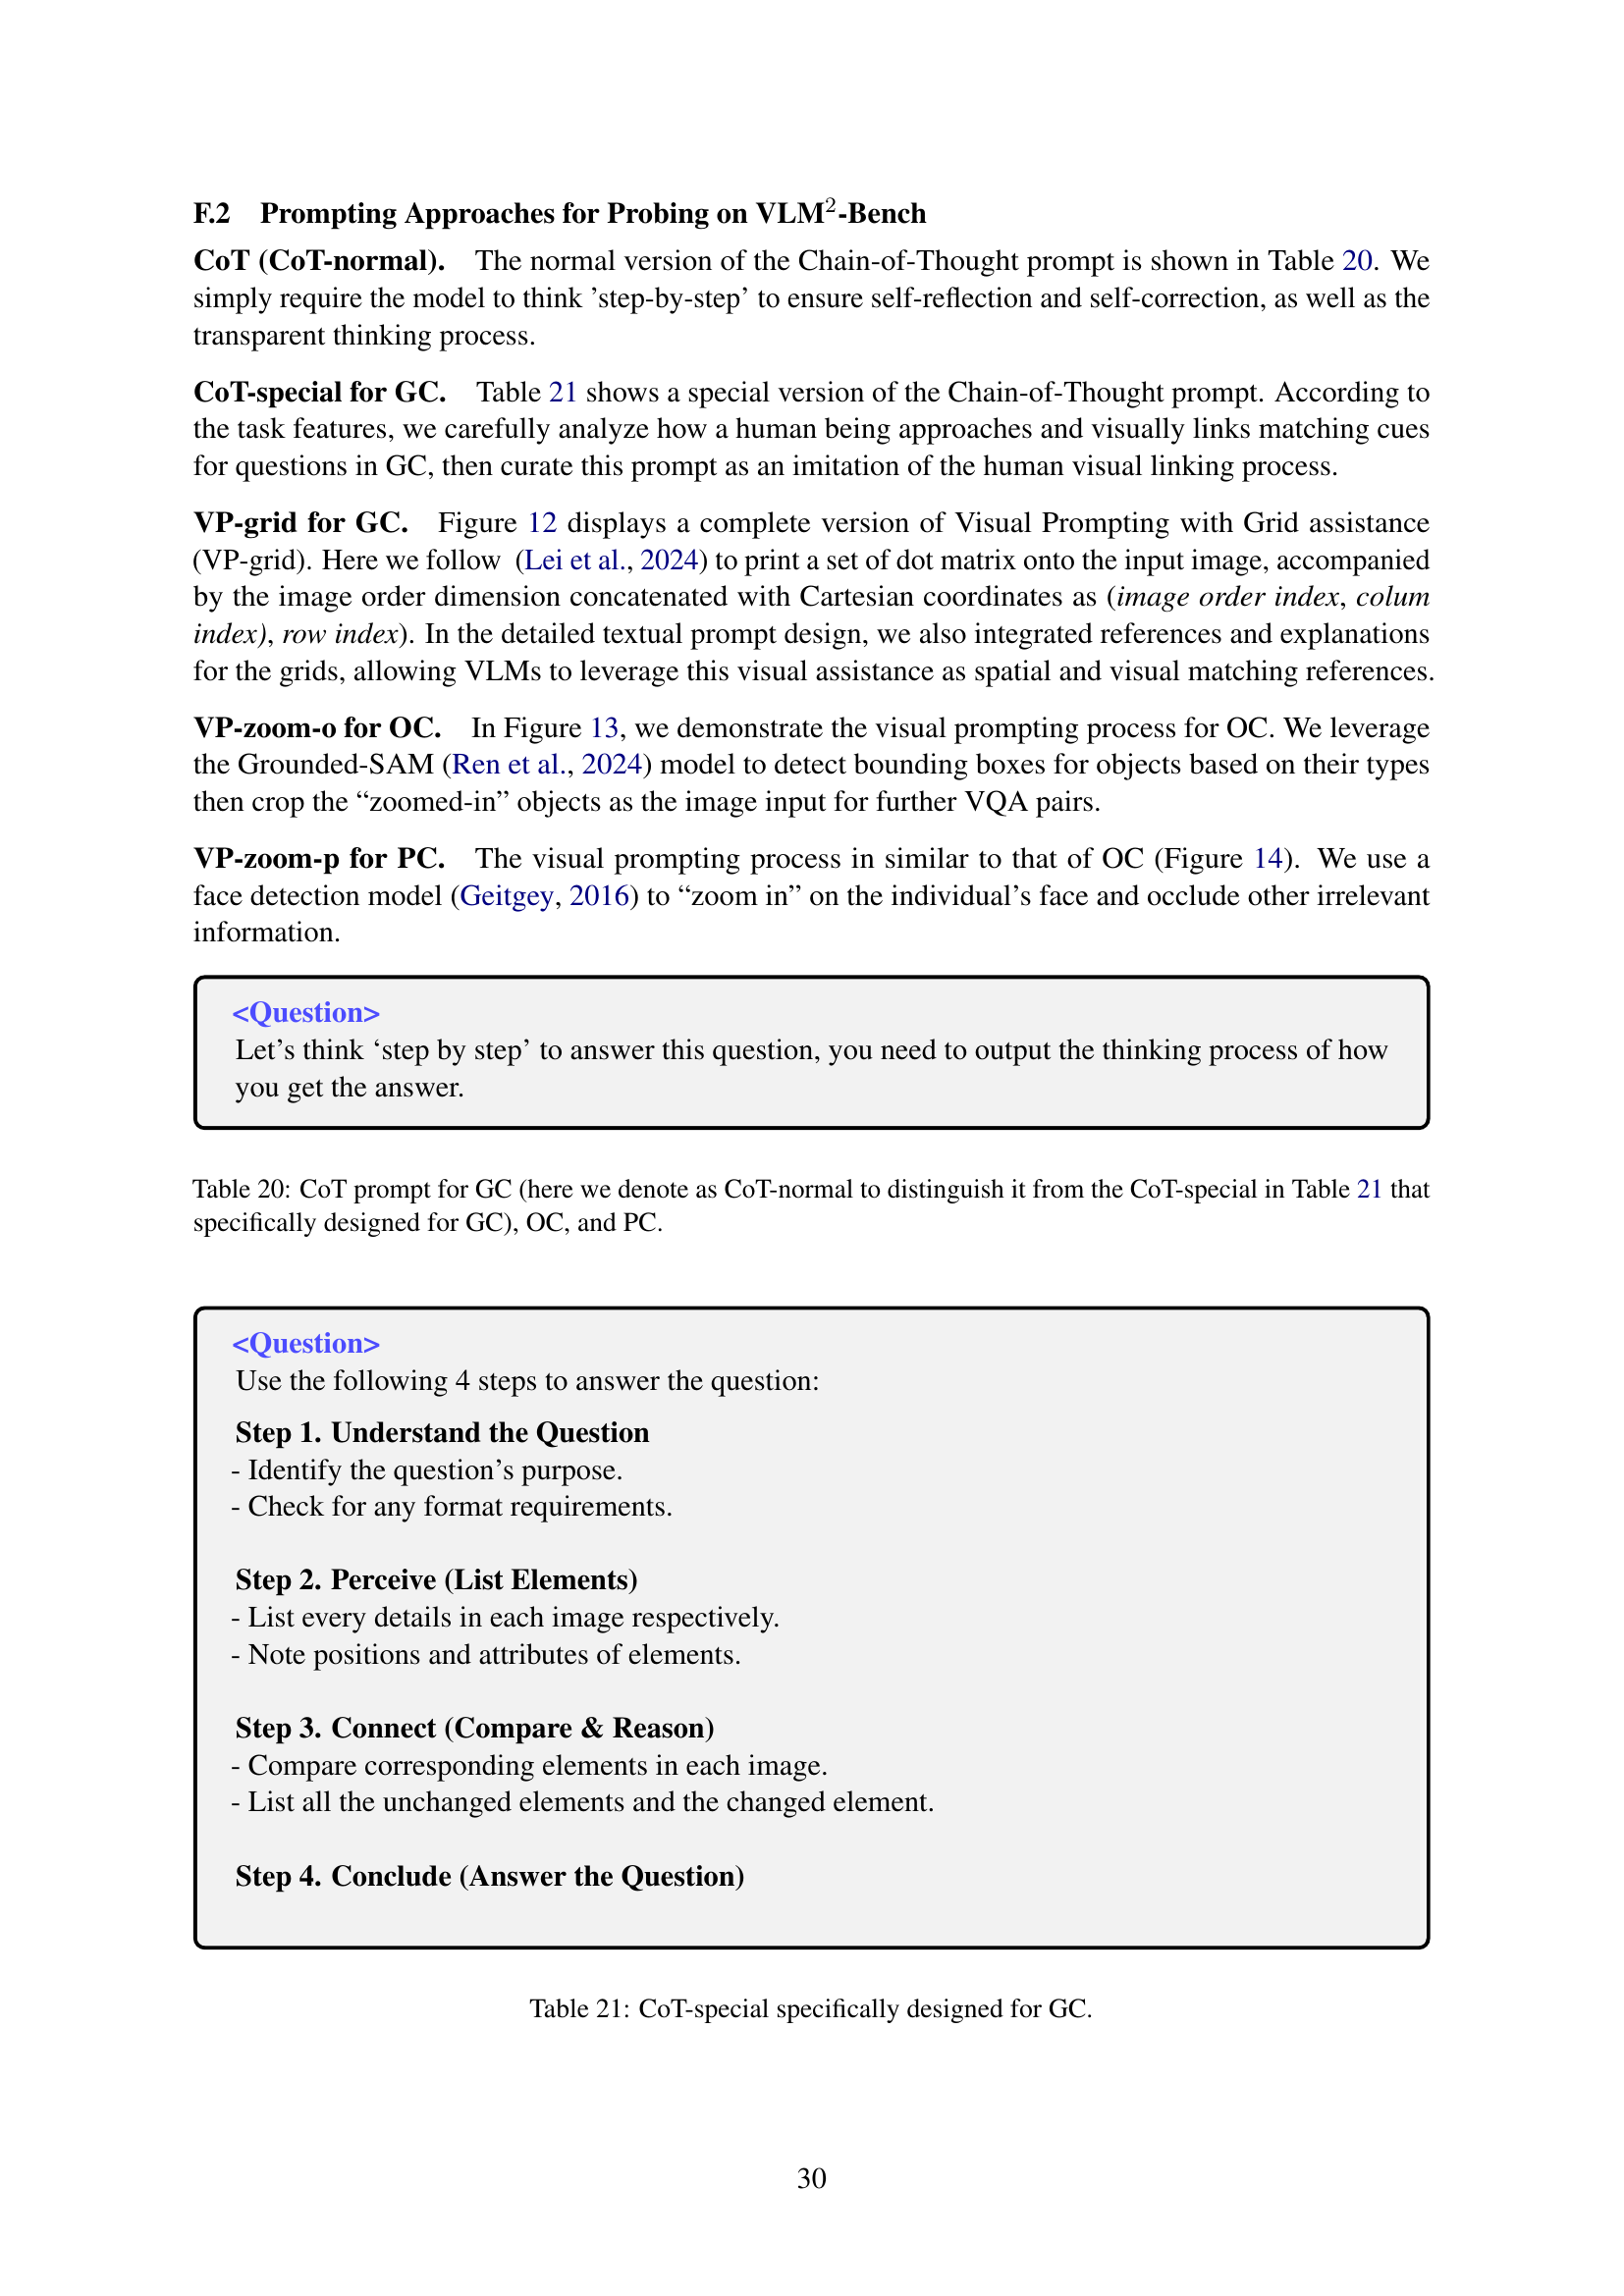 F.2 Prompting Approaches for Probing on VLM²-Bench
CoT (CoT-normal). The normal version of the Chain-of-Thought prompt is shown in Table 20. We
simply require the model to think ’step-by-step’ to ensure self-reflection and self-correction, as well as the
transparent thinking process.
CoT-special for GC. Table 21 shows a special version of the Chain-of-Thought prompt. According to
the task features, we carefully analyze how a human being approaches and visually links matching cues
for questions in GC, then curate this prompt as an imitation of the human visual linking process.
VP-grid for GC. Figure 12 displays a complete version of Visual Prompting with Grid assistance
(VP-grid). Here we follow (Lei et al., 2024) to print a set of dot matrix onto the input image, accompanied
by the image order dimension concatenated with Cartesian coordinates as (image order index, colum
index), row index). In the detailed textual prompt design, we also integrated references and explanations
for the grids, allowing VLMs to leverage this visual assistance as spatial and visual matching references.
VP-zoom-o for OC. In Figure 13, we demonstrate the visual prompting process for OC. We leverage
the Grounded-SAM (Ren et al., 2024) model to detect bounding boxes for objects based on their types
then crop the “zoomed-in” objects as the image input for further VQA pairs.
VP-zoom-p for PC. The visual prompting process in similar to that of OC (Figure 14). We use a
face detection model (Geitgey, 2016) to “zoom in” on the individual’s face and occlude other irrelevant
information.
<Question>
Let’s think ‘step by step’ to answer this question, you need to output the thinking process of how
you get the answer.
Table 20: CoT prompt for GC (here we denote as CoT-normal to distinguish it from the CoT-special in Table 21 that
specifically designed for GC), OC, and PC.
<Question>
Use the following 4 steps to answer the question:
Step 1. Understand the Question
- Identify the question’s purpose.
- Check for any format requirements.
Step 2. Perceive (List Elements)
- List every details in each image respectively.
- Note positions and attributes of elements.
Step 3. Connect (Compare & Reason)
- Compare corresponding elements in each image.
- List all the unchanged elements and the changed element.
Step 4. Conclude (Answer the Question)
Table 21: CoT-special specifically designed for GC.
30